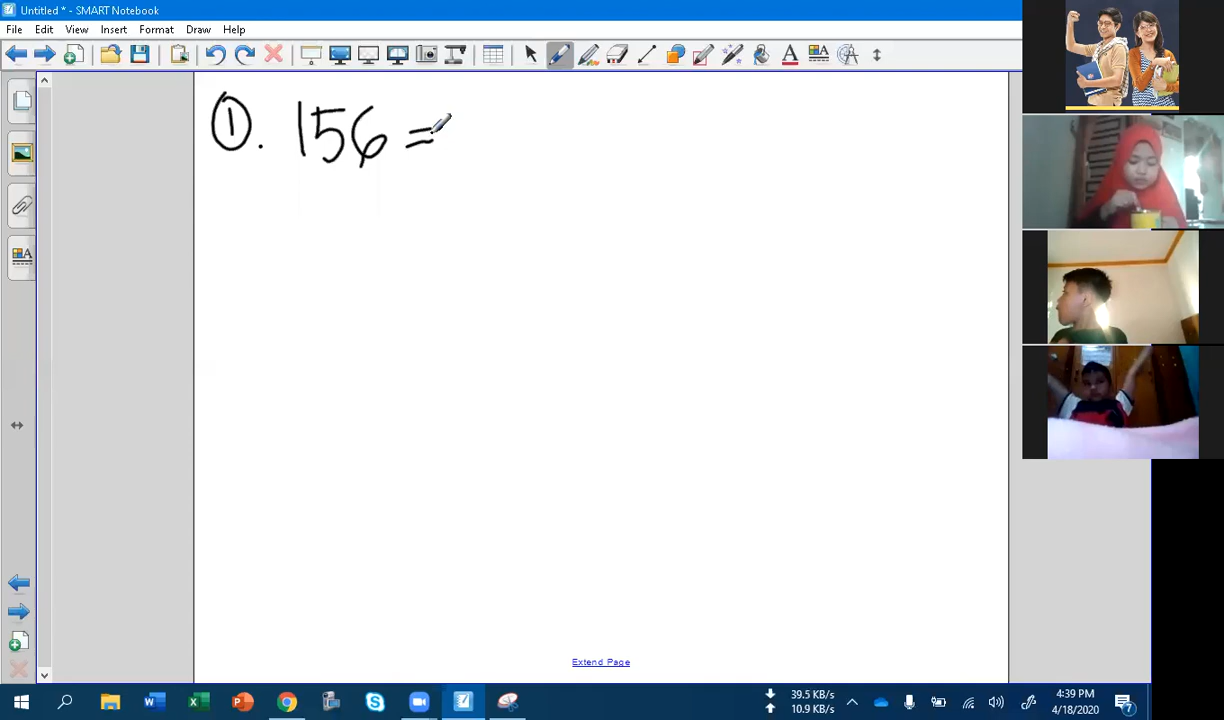 Untitled * - SMART Notebook
File Edit View Insert Format Draw Help
①. 156 =
Extend Page
39.5 KB/s
10.9 KB/s
4:39 PM
4/18/2020
7